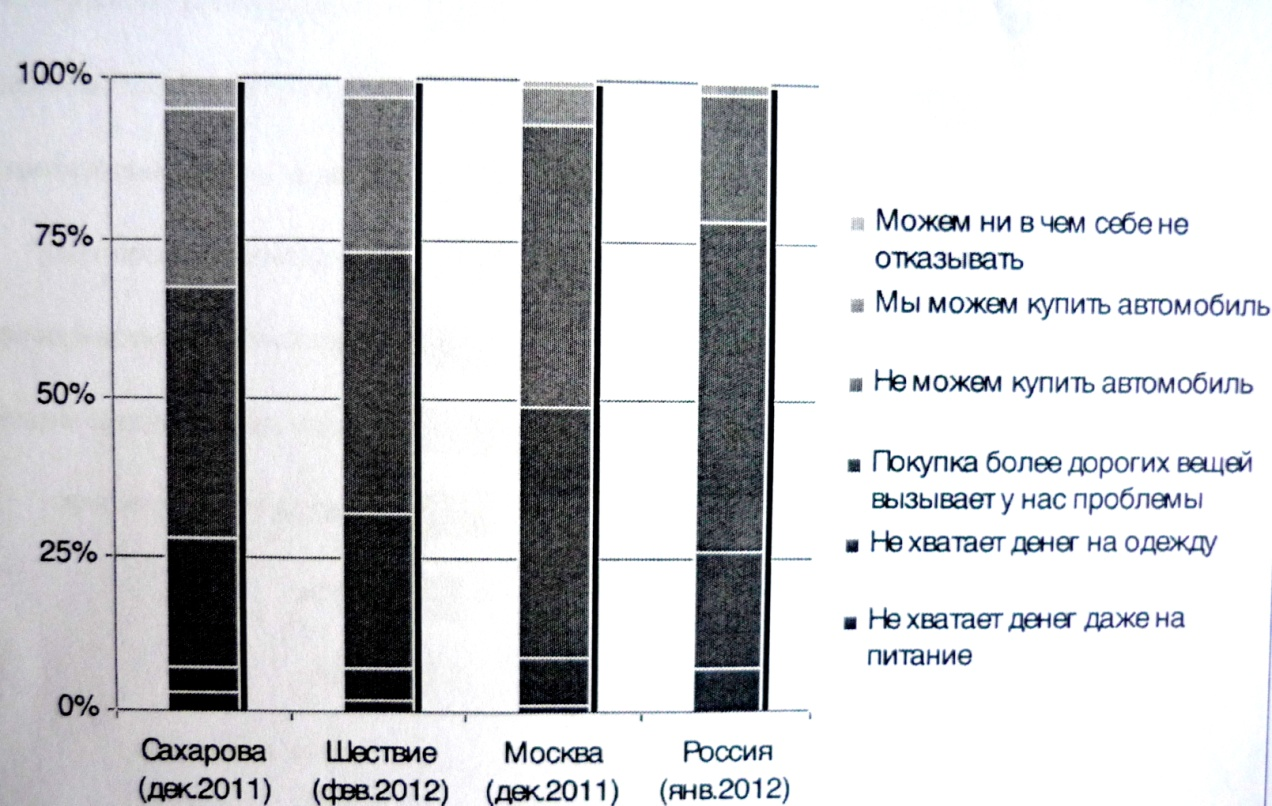 100%
75%
50%
25%
0%
Сахарова
(дек.2011)
Шествие
(фев.2012)
Москва
(дек.2011)
Россия
(янв.2012)
Можем ни в чем себе не
отказывать
Мы можем купить автомобиль
Не можем купить автомобиль
Покупка более дорогих вещей
вызывает у нас проблемы
Не хватает денег на одежду
Не хватает денег даже на
питание